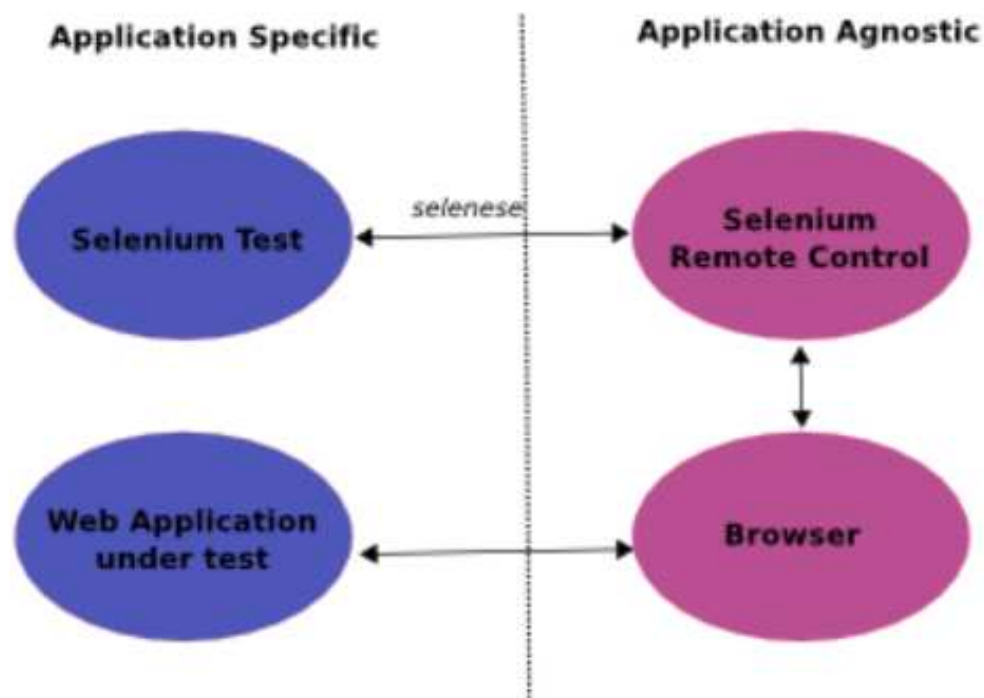 Application Specific
Application Agnostic
selenese
Selenium Test
Selenium
Remote Control
Web Application
under test
Browser